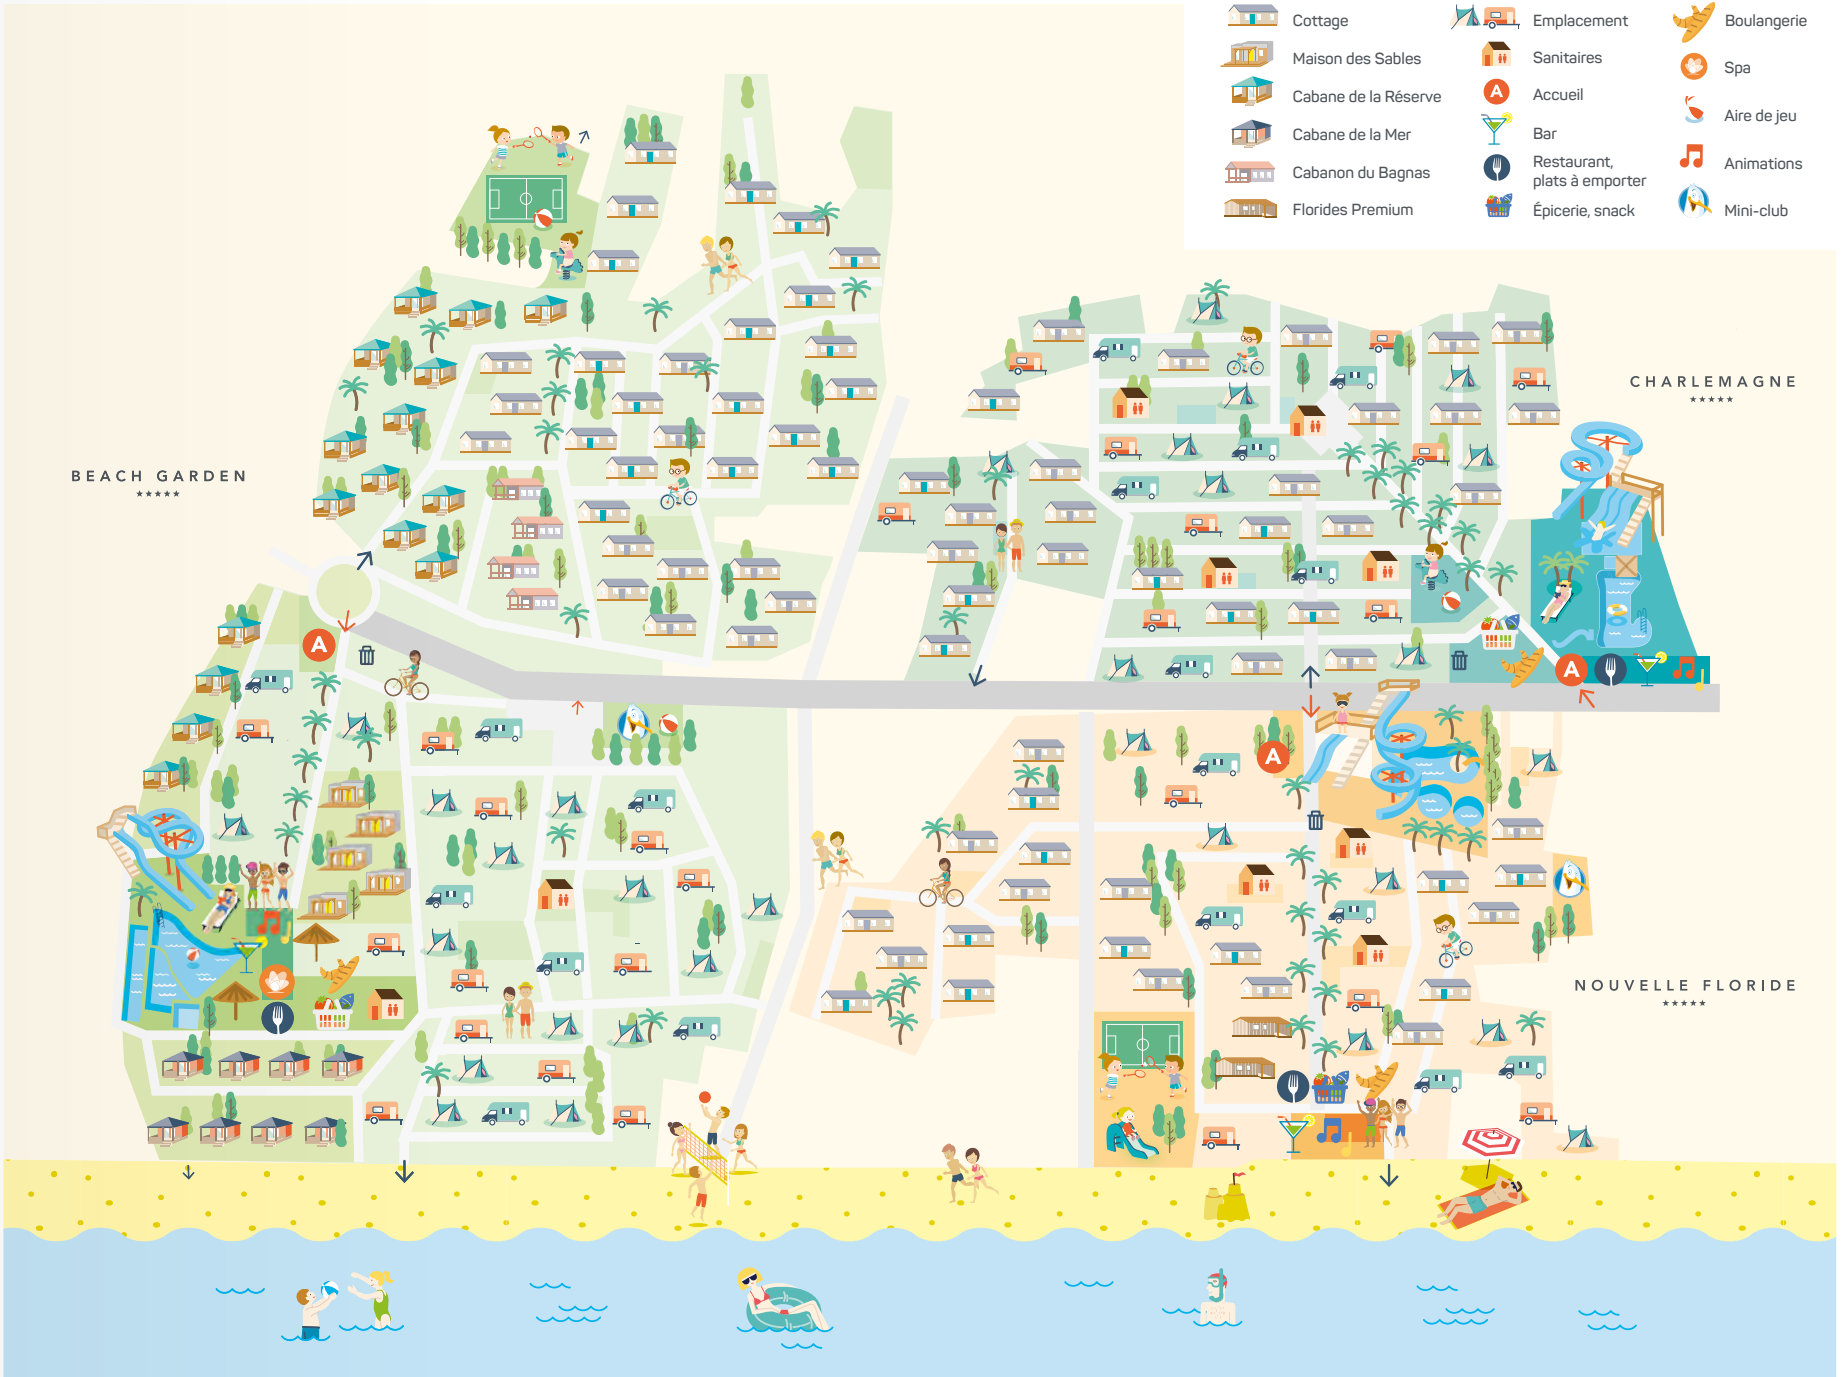 Cottage
Maison des Sables
Cabane de la Réserve
Cabane de la Mer
Cabanon du Bagnas
Florides Premium
Emplacement
Sanitaires
A
Accueil
Bar
Restaurant,
plats à emporter
Épicerie, snack
Boulangerie
Spa
Aire de jeu
Animations
Mini-club
CHARLEMAGNE
★★★★★
BEACH GARDEN
★★★★★
A
A
A
NOUVELLE FLORIDE
★★★★★